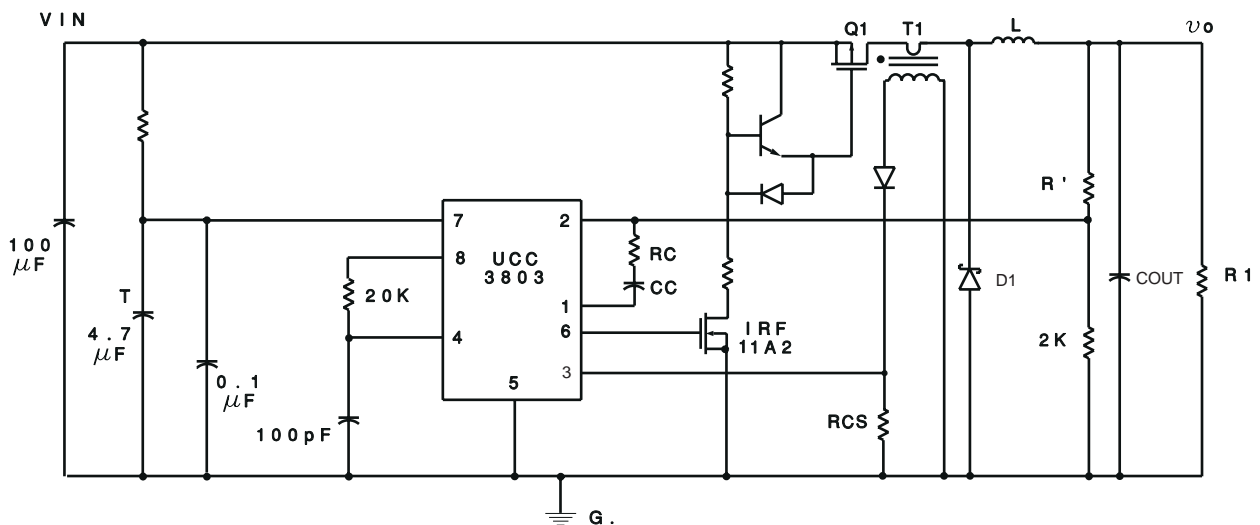 VIN
Q1
T1
L
υo
R'
7
2
100
μF
8
UCC
3803
RC
T
20K
CC
D1
COUT
R1
1
4.7
μF
4
6
IRF
11A2
2K
3
0.1
μF
5
100pF
RCS
G.